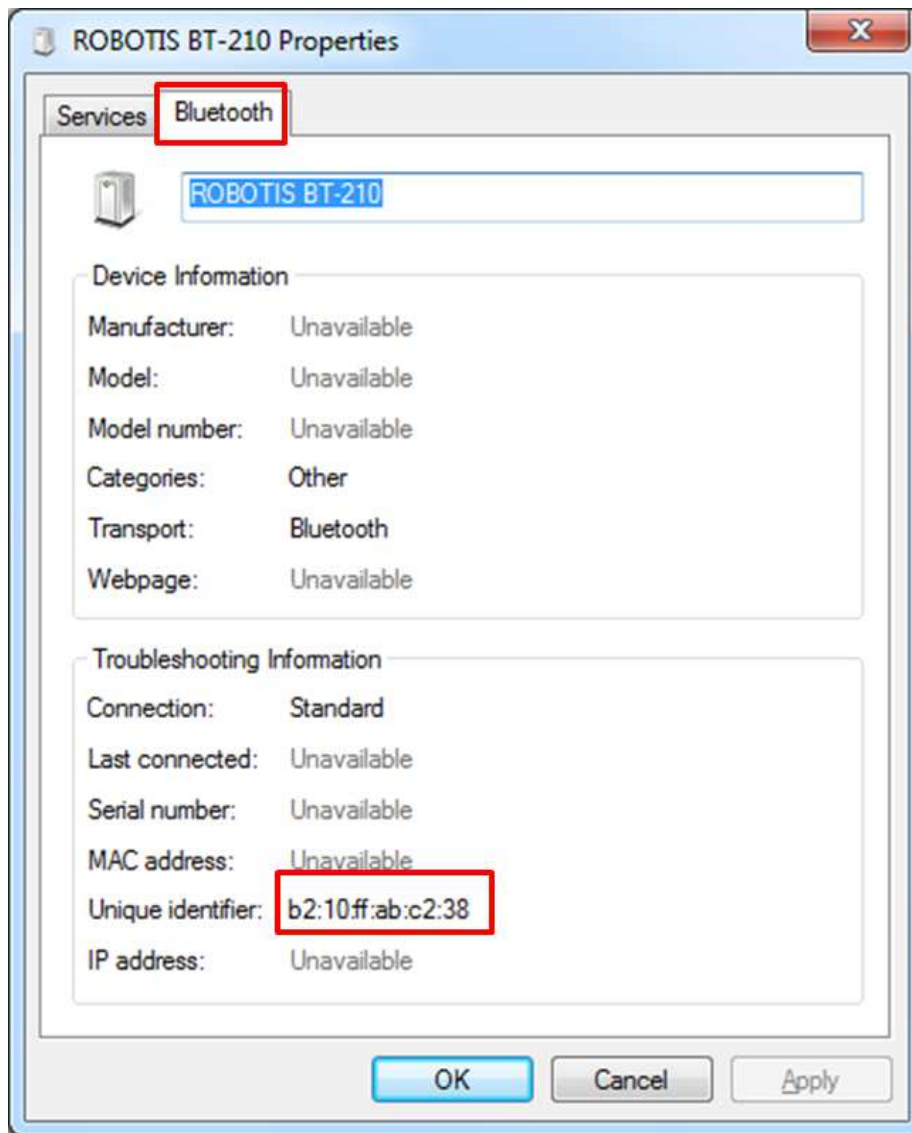 ROBOTIS BT-210 Properties
Services Bluetooth
ROBOTIS BT-210
Device Information
Manufacturer: Unavailable
Model: Unavailable
Model number: Unavailable
Categories: Other
Transport: Bluetooth
Webpage: Unavailable
Troubleshooting Information
Connection: Standard
Last connected: Unavailable
Serial number: Unavailable
MAC address: Unavailable
Unique identifier: b2:10:ff:ab:c2:38
IP address: Unavailable
OK Cancel Apply